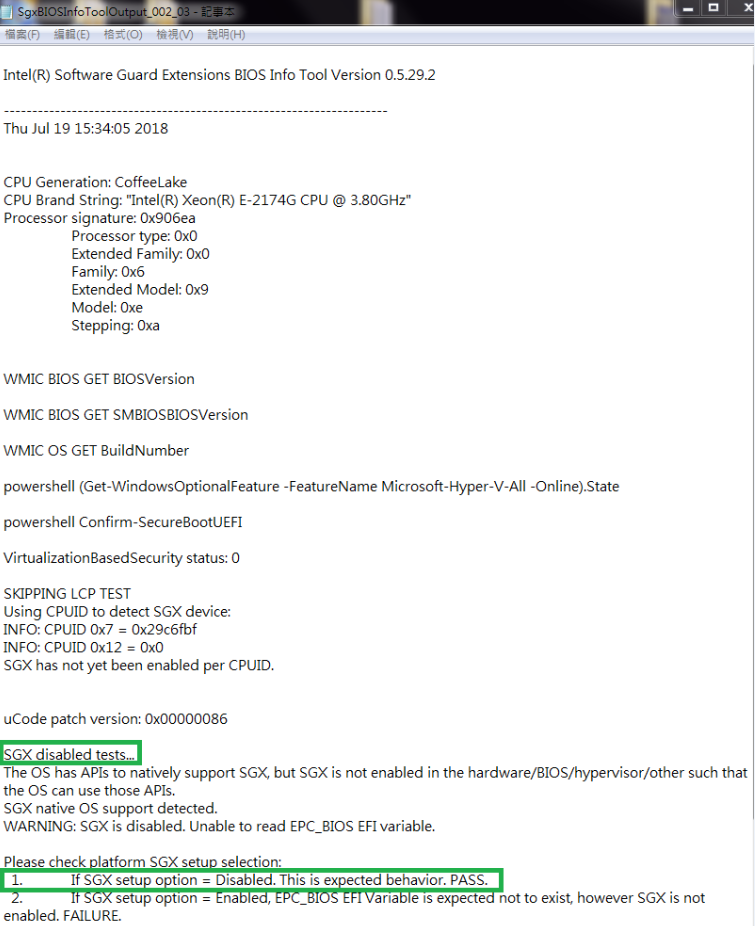 SgxBIOSInfoToolOutput_002_03 - 記事本
檔案(F) 編輯(E) 格式(O) 檢視(V) 說明(H)
Intel(R) Software Guard Extensions BIOS Info Tool Version 0.5.29.2
--------------------------------------------------------------------
Thu Jul 19 15:34:05 2018
CPU Generation: CoffeeLake
CPU Brand String: "Intel(R) Xeon(R) E-2174G CPU @ 3.80GHz"
Processor signature: 0x906ea
Processor type: 0x0
Extended Family: 0x0
Family: 0x6
Extended Model: 0x9
Model: 0xe
Stepping: 0xa
WMIC BIOS GET BIOSVersion
WMIC BIOS GET SMBIOSBIOSVersion
WMIC OS GET BuildNumber
powershell (Get-WindowsOptionalFeature -FeatureName Microsoft-Hyper-V-All -Online).State
powershell Confirm-SecureBootUEFI
VirtualizationBasedSecurity status: 0
SKIPPING LCP TEST
Using CPUID to detect SGX device:
INFO: CPUID 0x7 = 0x29c6fbf
INFO: CPUID 0x12 = 0x0
SGX has not yet been enabled per CPUID.
uCode patch version: 0x00000086
SGX disabled tests...
The OS has APIs to natively support SGX, but SGX is not enabled in the hardware/BIOS/hypervisor/other such that
the OS can use those APIs.
SGX native OS support detected.
WARNING: SGX is disabled. Unable to read EPC_BIOS EFI variable.
Please check platform SGX setup selection:
1. If SGX setup option = Disabled. This is expected behavior. PASS.
2. If SGX setup option = Enabled, EPC_BIOS EFI Variable is expected not to exist, however SGX is not
enabled. FAILURE.